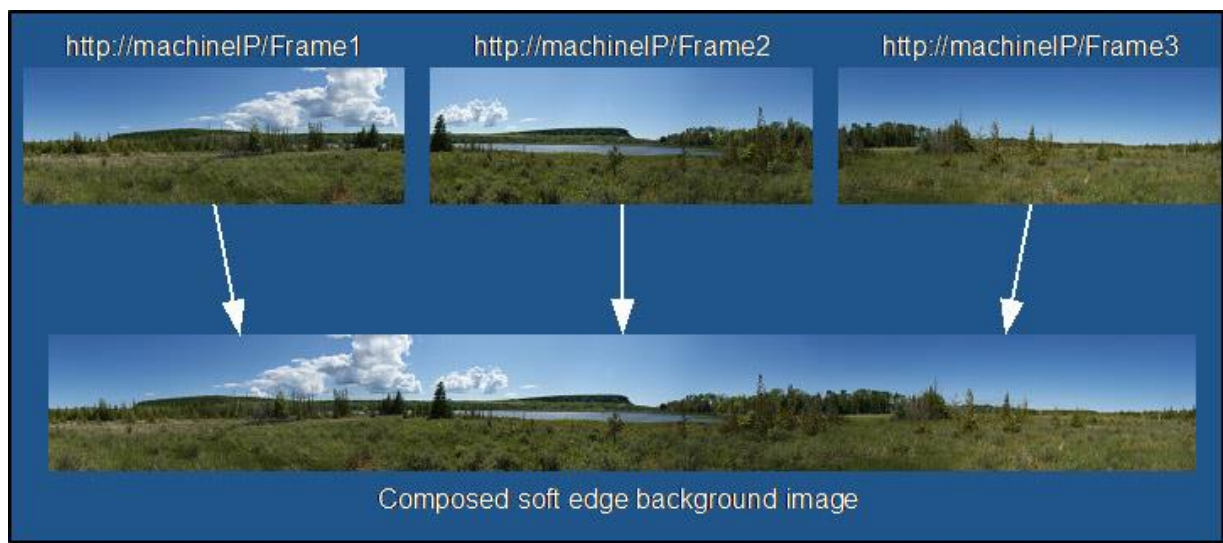 http://machineIP/Frame1
http://machineIP/Frame2
http://machineIP/Frame3
Composed soft edge background image